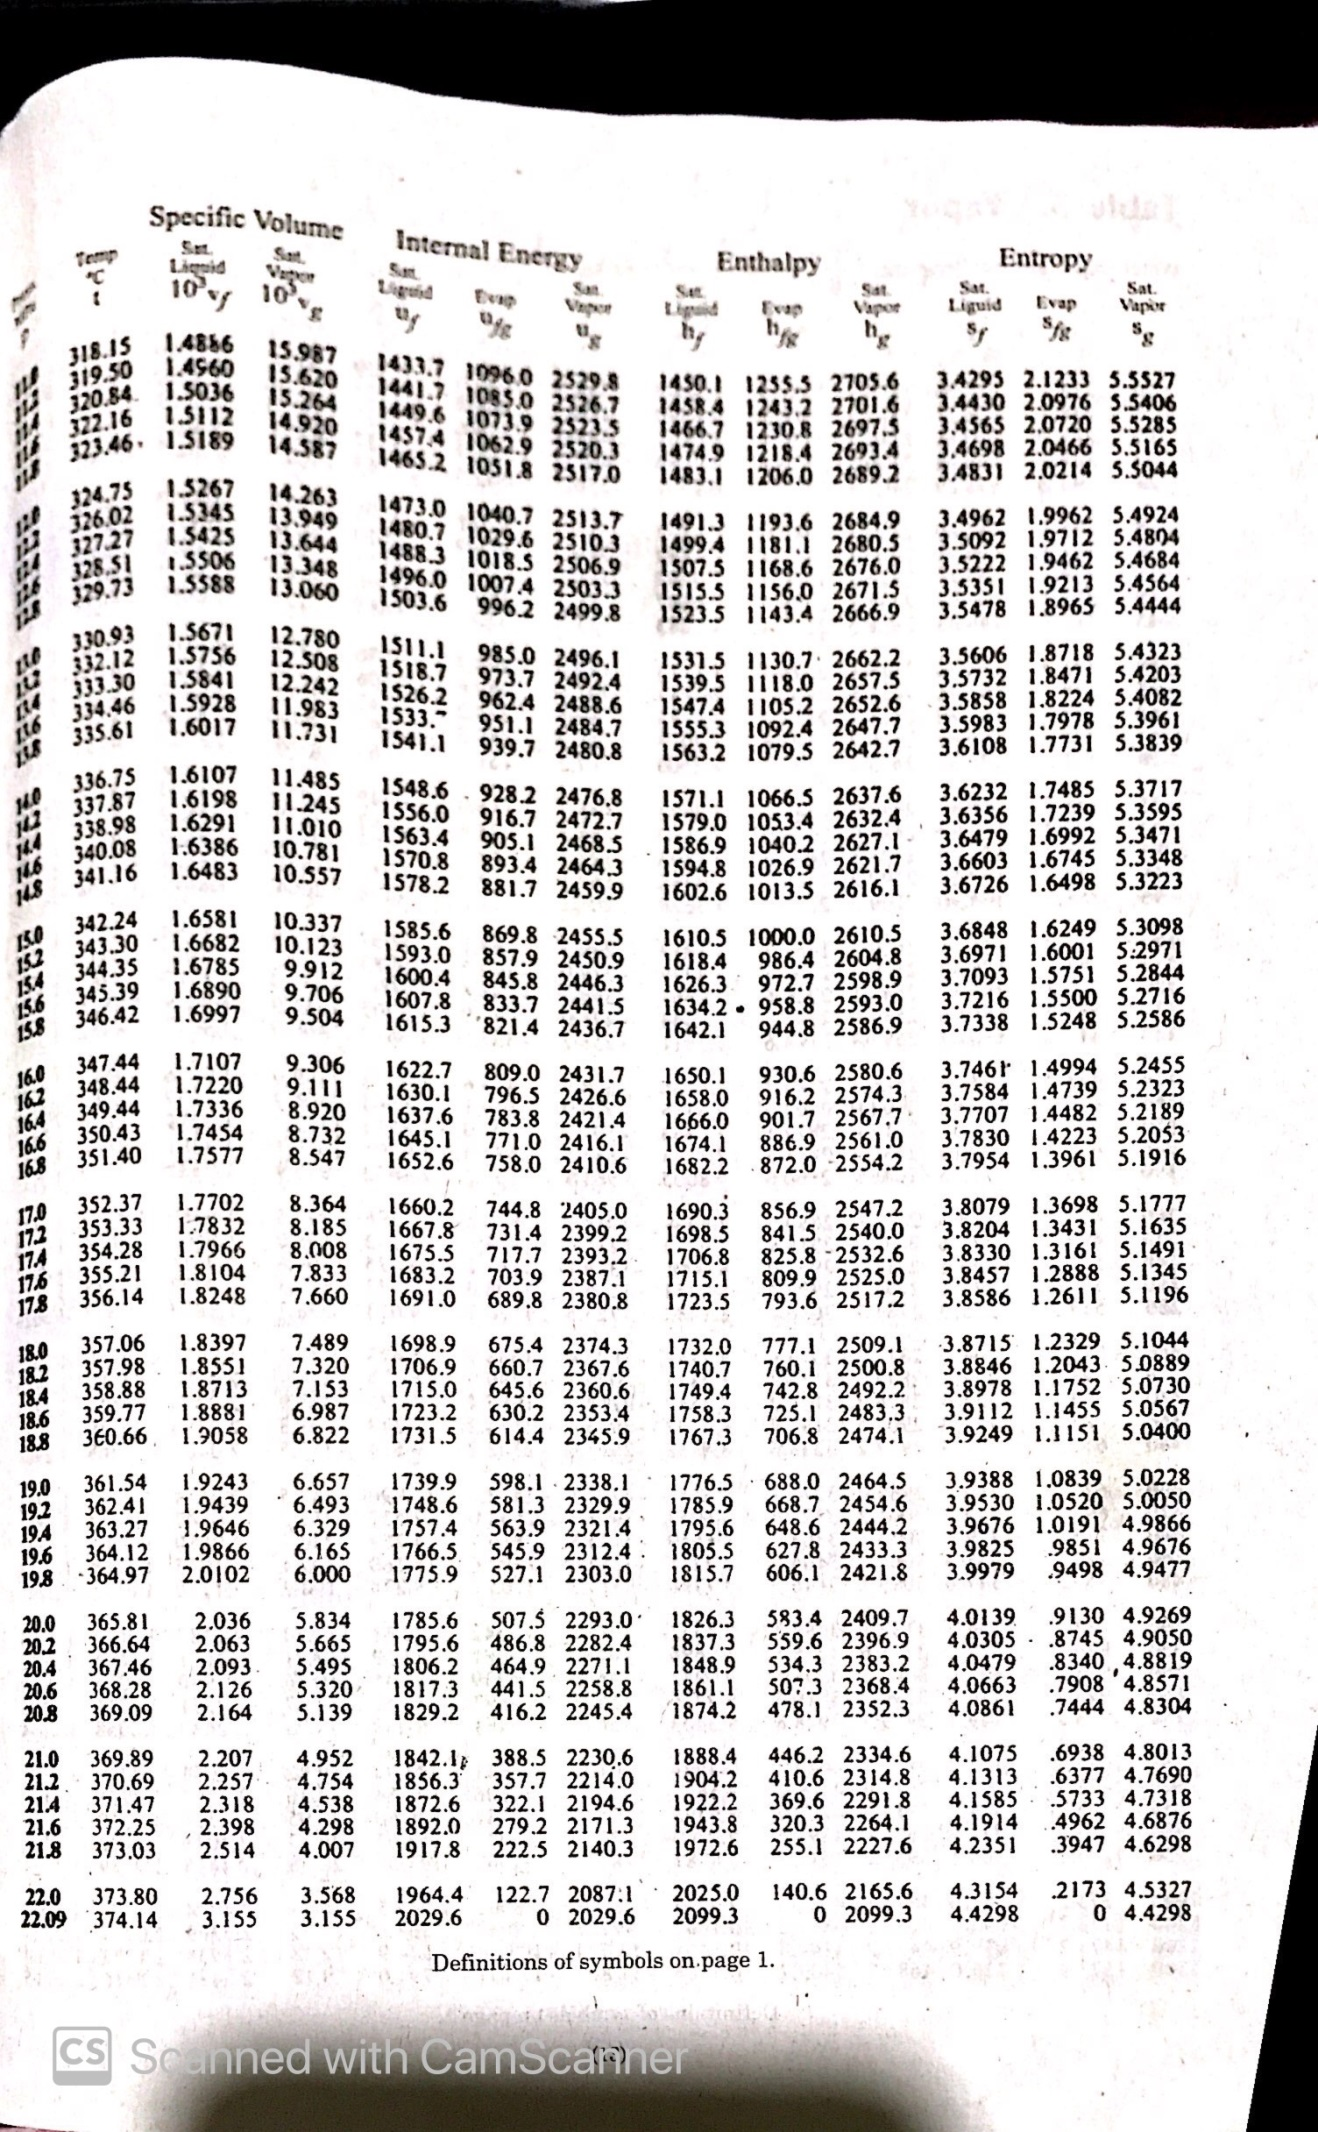 Specific Volume Internal Energy Enthalpy Entropy
Temp Sat. Sat. Sat. Evap Sat. Sat. Evap Sat. Sat. Evap Sat.
°C Liquid Vapor Liquid Vapor Liquid Vapor Liquid Vapor
t 10³vf 10³vg uf ufg ug hf hfg hg sf sfg sg
11.0 318.15 1.4886 15.987 1433.7 1096.0 2529.8 1450.1 1255.5 2705.6 3.4295 2.1233 5.5527
11.2 319.50 1.4960 15.620 1441.7 1085.0 2526.7 1458.4 1243.2 2701.6 3.4430 2.0976 5.5406
11.4 320.84 1.5036 15.264 1449.6 1073.9 2523.5 1466.7 1230.8 2697.5 3.4565 2.0720 5.5285
11.6 322.16 1.5112 14.920 1457.4 1062.9 2520.3 1474.9 1218.4 2693.4 3.4698 2.0466 5.5165
11.8 323.46 1.5189 14.587 1465.2 1051.8 2517.0 1483.1 1206.0 2689.2 3.4831 2.0214 5.5044
12.0 324.75 1.5267 14.263 1473.0 1040.7 2513.7 1491.3 1193.6 2684.9 3.4962 1.9962 5.4924
12.2 326.02 1.5345 13.949 1480.7 1029.6 2510.3 1499.4 1181.1 2680.5 3.5092 1.9712 5.4804
12.4 327.27 1.5425 13.644 1488.3 1018.5 2506.9 1507.5 1168.6 2676.0 3.5222 1.9462 5.4684
12.6 328.51 1.5506 13.348 1496.0 1007.4 2503.3 1515.5 1156.0 2671.5 3.5351 1.9213 5.4564
12.8 329.73 1.5588 13.060 1503.6 996.2 2499.8 1523.5 1143.4 2666.9 3.5478 1.8965 5.4444
13.0 330.93 1.5671 12.780 1511.1 985.0 2496.1 1531.5 1130.7 2662.2 3.5606 1.8718 5.4323
13.2 332.12 1.5756 12.508 1518.7 973.7 2492.4 1539.5 1118.0 2657.5 3.5732 1.8471 5.4203
13.4 333.30 1.5841 12.242 1526.2 962.4 2488.6 1547.4 1105.2 2652.6 3.5858 1.8224 5.4082
13.6 334.46 1.5928 11.983 1533. 951.1 2484.7 1555.3 1092.4 2647.7 3.5983 1.7978 5.3961
13.8 335.61 1.6017 11.731 1541.1 939.7 2480.8 1563.2 1079.5 2642.7 3.6108 1.7731 5.3839
14.0 336.75 1.6107 11.485 1548.6 928.2 2476.8 1571.1 1066.5 2637.6 3.6232 1.7485 5.3717
14.2 337.87 1.6198 11.245 1556.0 916.7 2472.7 1579.0 1053.4 2632.4 3.6356 1.7239 5.3595
14.4 338.98 1.6291 11.010 1563.4 905.1 2468.5 1586.9 1040.2 2627.1 3.6479 1.6992 5.3471
14.6 340.08 1.6386 10.781 1570.8 893.4 2464.3 1594.8 1026.9 2621.7 3.6603 1.6745 5.3348
14.8 341.16 1.6483 10.557 1578.2 881.7 2459.9 1602.6 1013.5 2616.1 3.6726 1.6498 5.3223
15.0 342.24 1.6581 10.337 1585.6 869.8 2455.5 1610.5 1000.0 2610.5 3.6848 1.6249 5.3098
15.2 343.30 1.6682 10.123 1593.0 857.9 2450.9 1618.4 986.4 2604.8 3.6971 1.6001 5.2971
15.4 344.35 1.6785 9.912 1600.4 845.8 2446.3 1626.3 972.7 2598.9 3.7093 1.5751 5.2844
15.6 345.39 1.6890 9.706 1607.8 833.7 2441.5 1634.2 958.8 2593.0 3.7216 1.5500 5.2716
15.8 346.42 1.6997 9.504 1615.3 821.4 2436.7 1642.1 944.8 2586.9 3.7338 1.5248 5.2586
16.0 347.44 1.7107 9.306 1622.7 809.0 2431.7 1650.1 930.6 2580.6 3.7461 1.4994 5.2455
16.2 348.44 1.7220 9.111 1630.1 796.5 2426.6 1658.0 916.2 2574.3 3.7584 1.4739 5.2323
16.4 349.44 1.7336 8.920 1637.6 783.8 2421.4 1666.0 901.7 2567.7 3.7707 1.4482 5.2189
16.6 350.43 1.7454 8.732 1645.1 771.0 2416.1 1674.1 886.9 2561.0 3.7830 1.4223 5.2053
16.8 351.40 1.7577 8.547 1652.6 758.0 2410.6 1682.2 872.0 2554.2 3.7954 1.3961 5.1916
17.0 352.37 1.7702 8.364 1660.2 744.8 2405.0 1690.3 856.9 2547.2 3.8079 1.3698 5.1777
17.2 353.33 1.7832 8.185 1667.8 731.4 2399.2 1698.5 841.5 2540.0 3.8204 1.3431 5.1635
17.4 354.28 1.7966 8.008 1675.5 717.7 2393.2 1706.8 825.8 2532.6 3.8330 1.3161 5.1491
17.6 355.21 1.8104 7.833 1683.2 703.9 2387.1 1715.1 809.9 2525.0 3.8457 1.2888 5.1345
17.8 356.14 1.8248 7.660 1691.0 689.8 2380.8 1723.5 793.6 2517.2 3.8586 1.2611 5.1196
18.0 357.06 1.8397 7.489 1698.9 675.4 2374.3 1732.0 777.1 2509.1 3.8715 1.2329 5.1044
18.2 357.98 1.8551 7.320 1706.9 660.7 2367.6 1740.7 760.1 2500.8 3.8846 1.2043 5.0889
18.4 358.88 1.8713 7.153 1715.0 645.6 2360.6 1749.4 742.8 2492.2 3.8978 1.1752 5.0730
18.6 359.77 1.8881 6.987 1723.2 630.2 2353.4 1758.3 725.1 2483.3 3.9112 1.1455 5.0567
18.8 360.66 1.9058 6.822 1731.5 614.4 2345.9 1767.3 706.8 2474.1 3.9249 1.1151 5.0400
19.0 361.54 1.9243 6.657 1739.9 598.1 2338.1 1776.5 688.0 2464.5 3.9388 1.0839 5.0228
19.2 362.41 1.9439 6.493 1748.6 581.3 2329.9 1785.9 668.7 2454.6 3.9530 1.0520 5.0050
19.4 363.27 1.9646 6.329 1757.4 563.9 2321.4 1795.6 648.6 2444.2 3.9676 1.0191 4.9866
19.6 364.12 1.9866 6.165 1766.5 545.9 2312.4 1805.5 627.8 2433.3 3.9825 .9851 4.9676
19.8 364.97 2.0102 6.000 1775.9 527.1 2303.0 1815.7 606.1 2421.8 3.9979 .9498 4.9477
20.0 365.81 2.036 5.834 1785.6 507.5 2293.0 1826.3 583.4 2409.7 4.0139 .9130 4.9269
20.2 366.64 2.063 5.665 1795.6 486.8 2282.4 1837.3 559.6 2396.9 4.0305 .8745 4.9050
20.4 367.46 2.093 5.495 1806.2 464.9 2271.1 1848.9 534.3 2383.2 4.0479 .8340 4.8819
20.6 368.28 2.126 5.320 1817.3 441.5 2258.8 1861.1 507.3 2368.4 4.0663 .7908 4.8571
20.8 369.09 2.164 5.139 1829.2 416.2 2245.4 1874.2 478.1 2352.3 4.0861 .7444 4.8304
21.0 369.89 2.207 4.952 1842.1 388.5 2230.6 1888.4 446.2 2334.6 4.1075 .6938 4.8013
21.2 370.69 2.257 4.754 1856.3 357.7 2214.0 1904.2 410.6 2314.8 4.1313 .6377 4.7690
21.4 371.47 2.318 4.538 1872.6 322.1 2194.6 1922.2 369.6 2291.8 4.1585 .5733 4.7318
21.6 372.25 2.398 4.298 1892.0 279.2 2171.3 1943.8 320.3 2264.1 4.1914 .4962 4.6876
21.8 373.03 2.514 4.007 1917.8 222.5 2140.3 1972.6 255.1 2227.6 4.2351 .3947 4.6298
22.0 373.80 2.756 3.568 1964.4 122.7 2087.1 2025.0 140.6 2165.6 4.3154 .2173 4.5327
22.09 374.14 3.155 3.155 2029.6 0 2029.6 2099.3 0 2099.3 4.4298 0 4.4298
Definitions of symbols on page 1.
CS Scanned with CamScanner